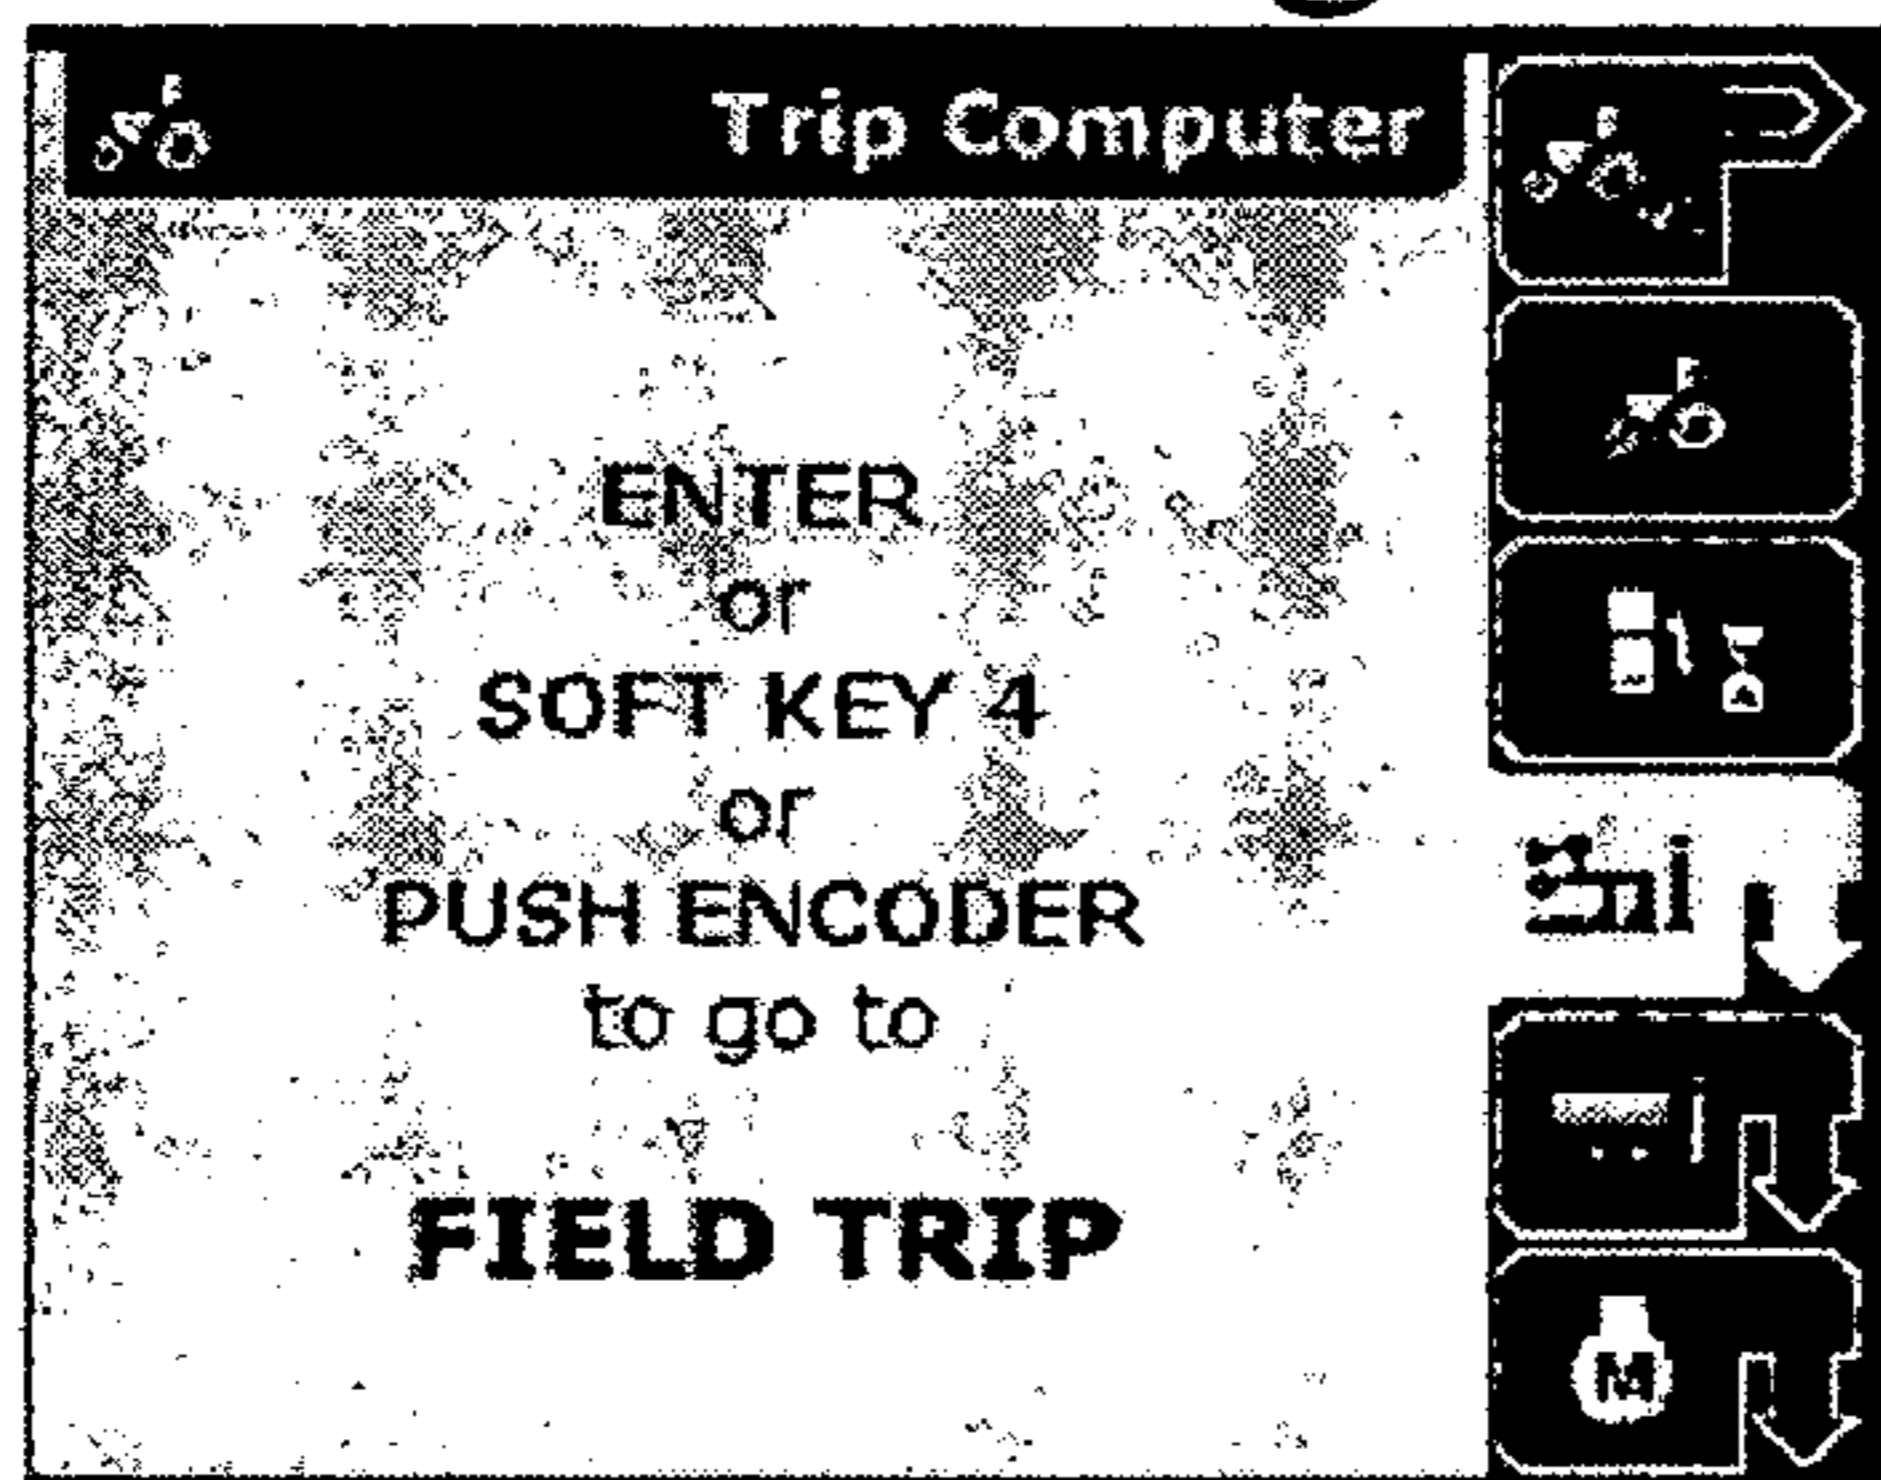 Trip Computer
ENTER
or
SOFT KEY 4
or
PUSH ENCODER
to go to
FIELD TRIP
M